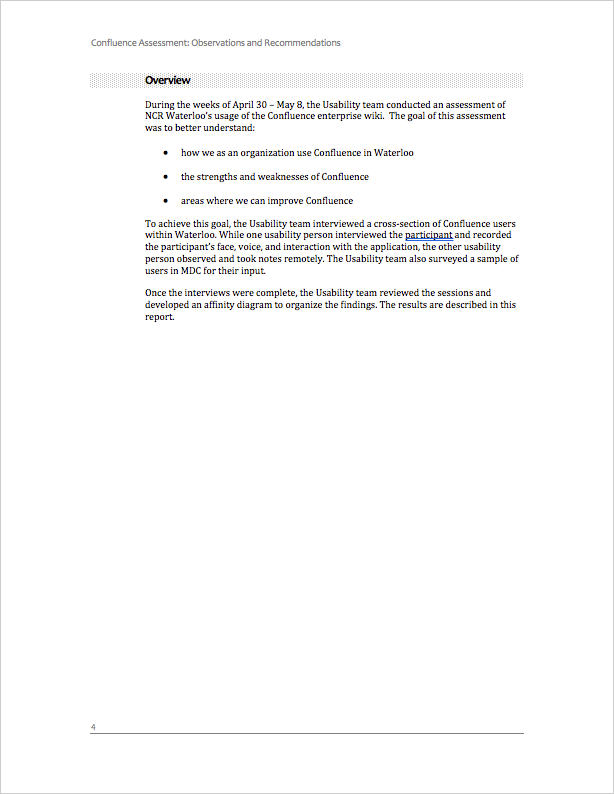 Confluence Assessment: Observations and Recommendations
Overview
During the weeks of April 30 – May 8, the Usability team conducted an assessment of
NCR Waterloo's usage of the Confluence enterprise wiki.  The goal of this assessment
was to better understand:
• how we as an organization use Confluence in Waterloo
• the strengths and weaknesses of Confluence
• areas where we can improve Confluence
To achieve this goal, the Usability team interviewed a cross-section of Confluence users
within Waterloo. While one usability person interviewed the participant and recorded
the participant's face, voice, and interaction with the application, the other usability
person observed and took notes remotely. The Usability team also surveyed a sample of
users in MDC for their input.
Once the interviews were complete, the Usability team reviewed the sessions and
developed an affinity diagram to organize the findings. The results are described in this
report.
4